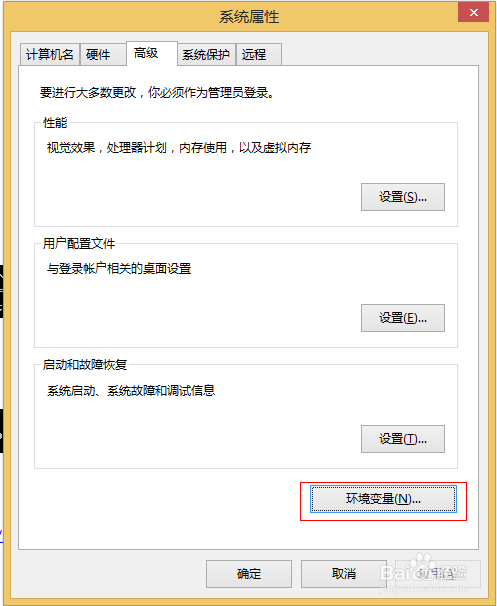 系统属性
计算机名 硬件 高级 系统保护 远程
要进行大多数更改，你必须作为管理员登录。
性能
视觉效果，处理器计划，内存使用，以及虚拟内存
设置(S)...
用户配置文件
与登录帐户相关的桌面设置
设置(E)...
启动和故障恢复
系统启动、系统故障和调试信息
设置(T)...
环境变量(N)...
确定 取消
Baidu 经验